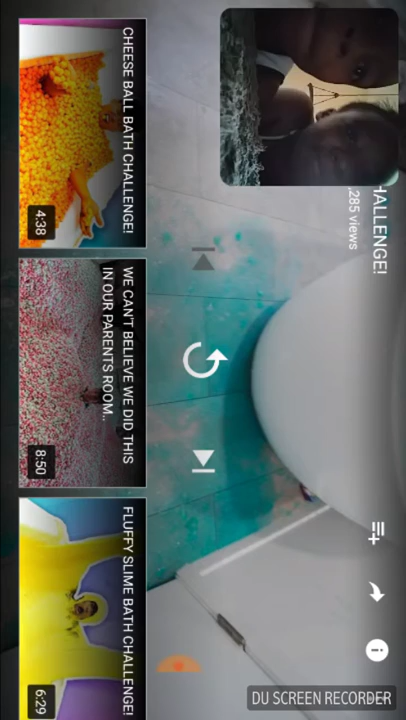 HALLENGE!
,285 views
CHEESE BALL BATH CHALLENGE!
4:38
WE CAN'T BELIEVE WE DID THIS
IN OUR PARENTS ROOM..
8:50
FLUFFY SLIME BATH CHALLENGE!
6:29
DU SCREEN RECORDER